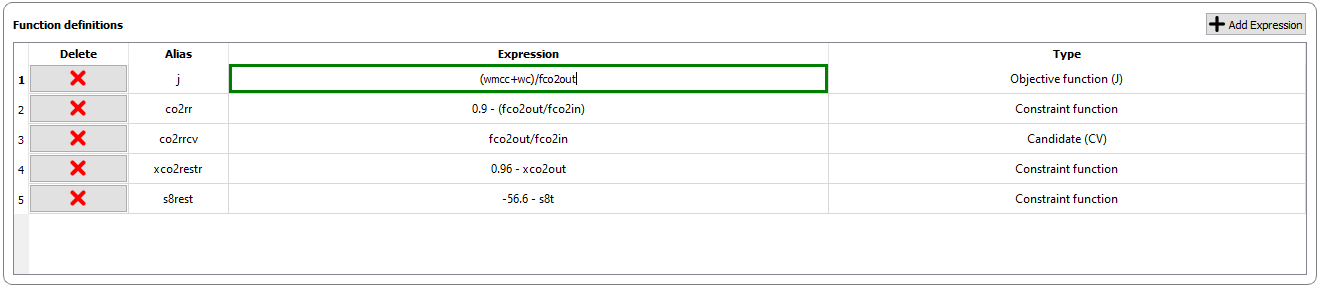 Function definitions
Add Expression
Delete Alias Expression Type
1 j (wmcc+wc)/fco2out Objective function (J)
2 co2rr 0.9 - (fco2out/fco2in) Constraint function
3 co2rrcv fco2out/fco2in Candidate (CV)
4 xco2restr 0.96 - xco2out Constraint function
5 s8rest -56.6 - s8t Constraint function